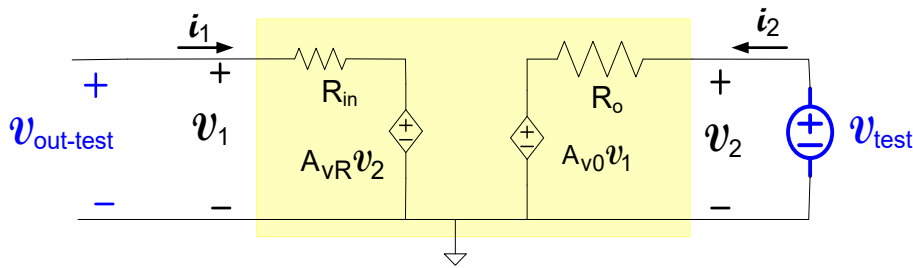 i1
i2
+ + + +
Rin
Ro
vout-test
v1
+
−
AvRv2
+
−
Av0v1
v2
+
−
vtest
− − −